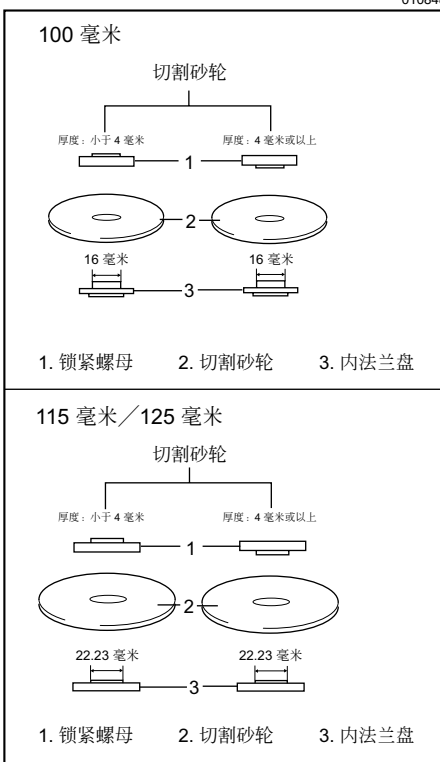 100 毫米
切割砂轮
厚度：小于 4 毫米 厚度：4 毫米或以上
1
2
16 毫米 16 毫米
3
1. 锁紧螺母 2. 切割砂轮 3. 内法兰盘
115 毫米／125 毫米
切割砂轮
厚度：小于 4 毫米 厚度：4 毫米或以上
1
2
22.23 毫米 22.23 毫米
3
1. 锁紧螺母 2. 切割砂轮 3. 内法兰盘